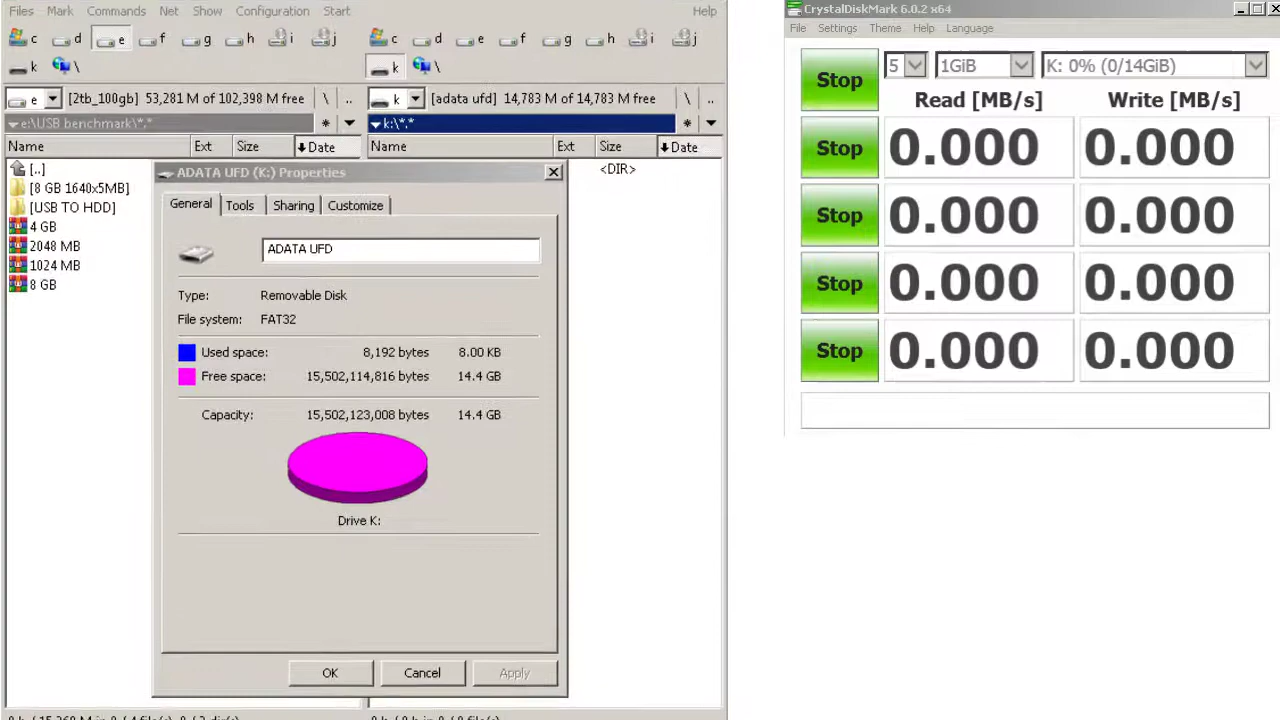 Files Mark Commands Net Show Configuration Start Help
c d e f g h i j
k \
c d e f g h i j
k \
e [2tb_100gb] 53,281 M of 102,398 M free \ ..
k [adata ufd] 14,783 M of 14,783 M free \ ..
e:\USB benchmark\*.* *
k:\*.* *
Name Ext Size Date
Name Ext Size Date
[..]
<DIR>
[8 GB 1640x5MB]
[USB TO HDD]
4 GB
2048 MB
1024 MB
8 GB
ADATA UFD (K:) Properties
General Tools Sharing Customize
ADATA UFD
Type: Removable Disk
File system: FAT32
Used space: 8,192 bytes 8.00 KB
Free space: 15,502,114,816 bytes 14.4 GB
Capacity: 15,502,123,008 bytes 14.4 GB
Drive K:
OK Cancel Apply
CrystalDiskMark 6.0.2 x64
File Settings Theme Help Language
Stop 5 1GiB K: 0% (0/14GiB)
Read [MB/s] Write [MB/s]
Stop 0.000 0.000
Stop 0.000 0.000
Stop 0.000 0.000
Stop 0.000 0.000